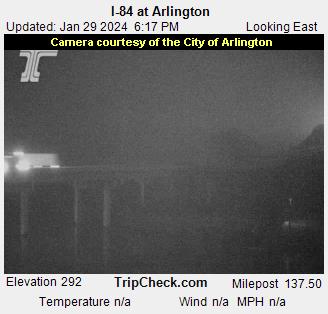 I-84 at Arlington
Updated: Jan 29 2024 6:17 PM Looking East
Camera courtesy of the City of Arlington
Elevation 292 TripCheck.com Milepost 137.50
Temperature n/a Wind n/a MPH n/a